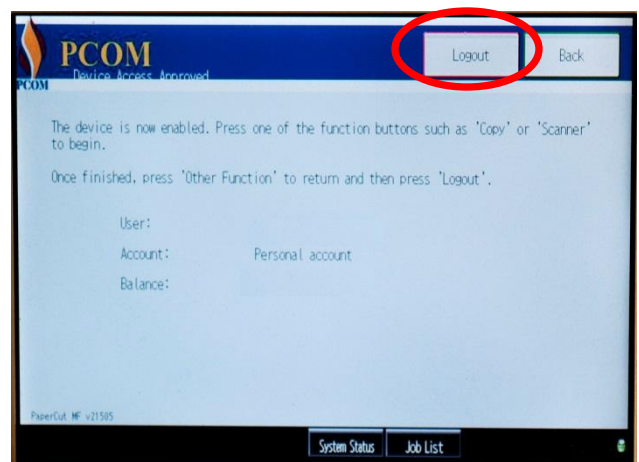 PCOM
Device Access Approved
PCOM
Logout
Back
The device is now enabled. Press one of the function buttons such as 'Copy' or 'Scanner'
to begin.
Once finished, press 'Other Function' to return and then press 'Logout'.
User:
Account: Personal account
Balance:
PaperCut MF v21505
System Status
Job List